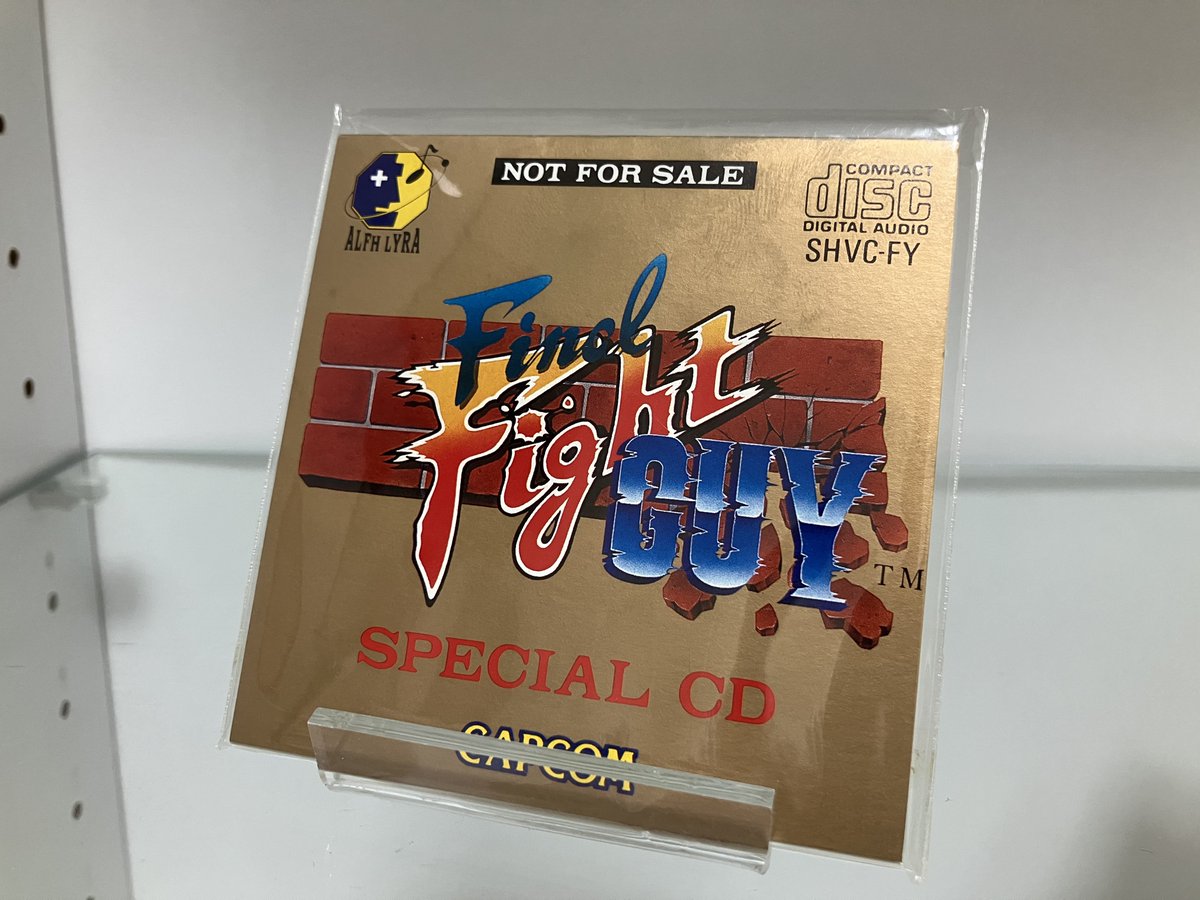 NOT FOR SALE
ALFH LYRA
COMPACT
disc
DIGITAL AUDIO
SHVC-FY
Final
Fight
GUY
TM
SPECIAL CD
CAPCOM